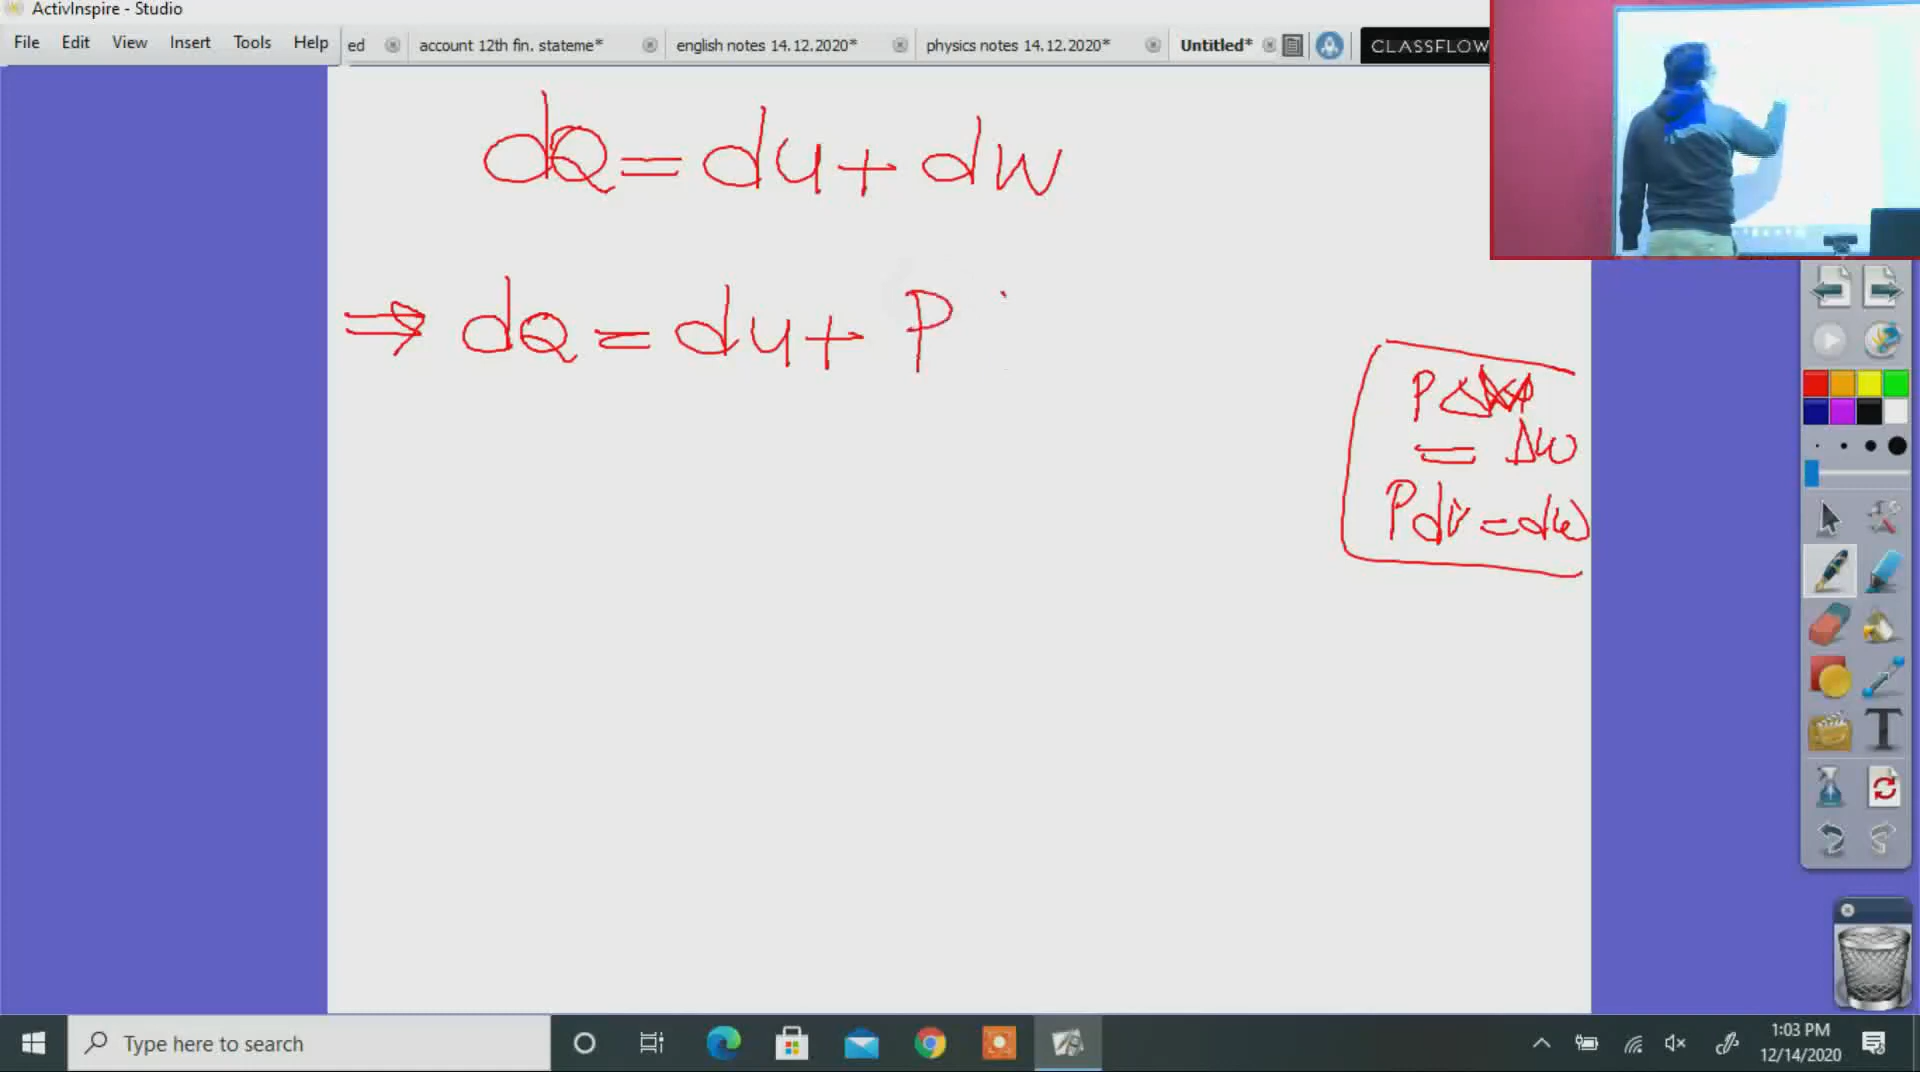 ActivInspire - Studio
File Edit View Insert Tools Help
ed account 12th fin. stateme* english notes 14.12.2020* physics notes 14.12.2020* Untitled* CLASSFLOW
dQ = du + dw
⇒ dQ = du + P
P Δ
= Δw
Pdv = dw
T
Type here to search
1:03 PM
12/14/2020